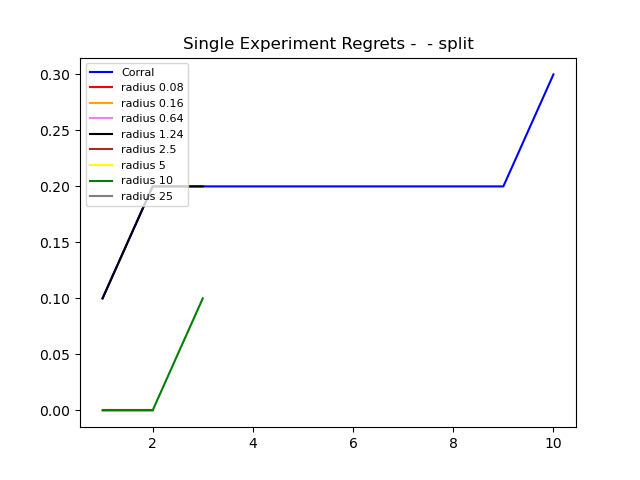 Single Experiment Regrets -  - split
0.30
0.25
0.20
0.15
0.10
0.05
0.00
Corral
radius 0.08
radius 0.16
radius 0.64
radius 1.24
radius 2.5
radius 5
radius 10
radius 25
2 4 6 8 10